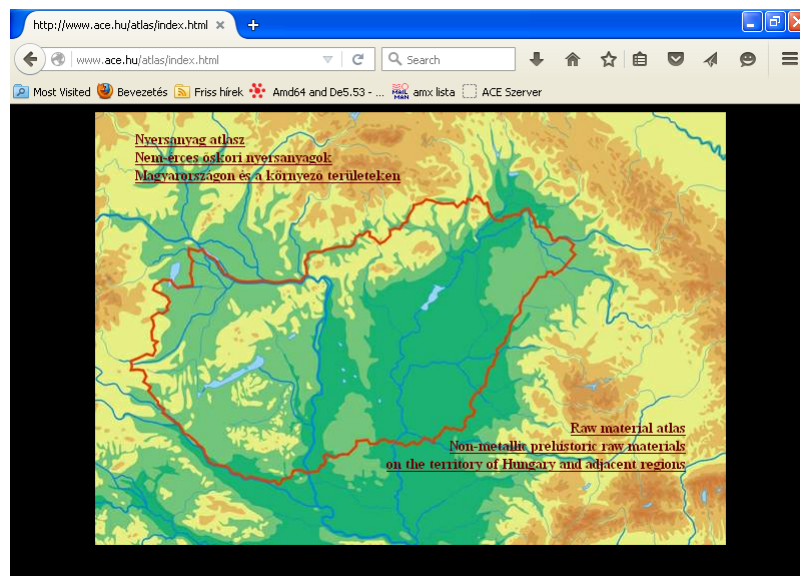 http://www.ace.hu/atlas/index.html
www.ace.hu/atlas/index.html
Search
Most Visited Bevezetés Friss hírek Amd64 and De5.53 - ... MAIL MAN amx lista ACE Szerver
Nyersanyag atlasz
Nem-érces őskori nyersanyagok
Magyarországon és a környező területeken
Raw material atlas
Non-metallic prehistoric raw materials
on the territory of Hungary and adjacent regions